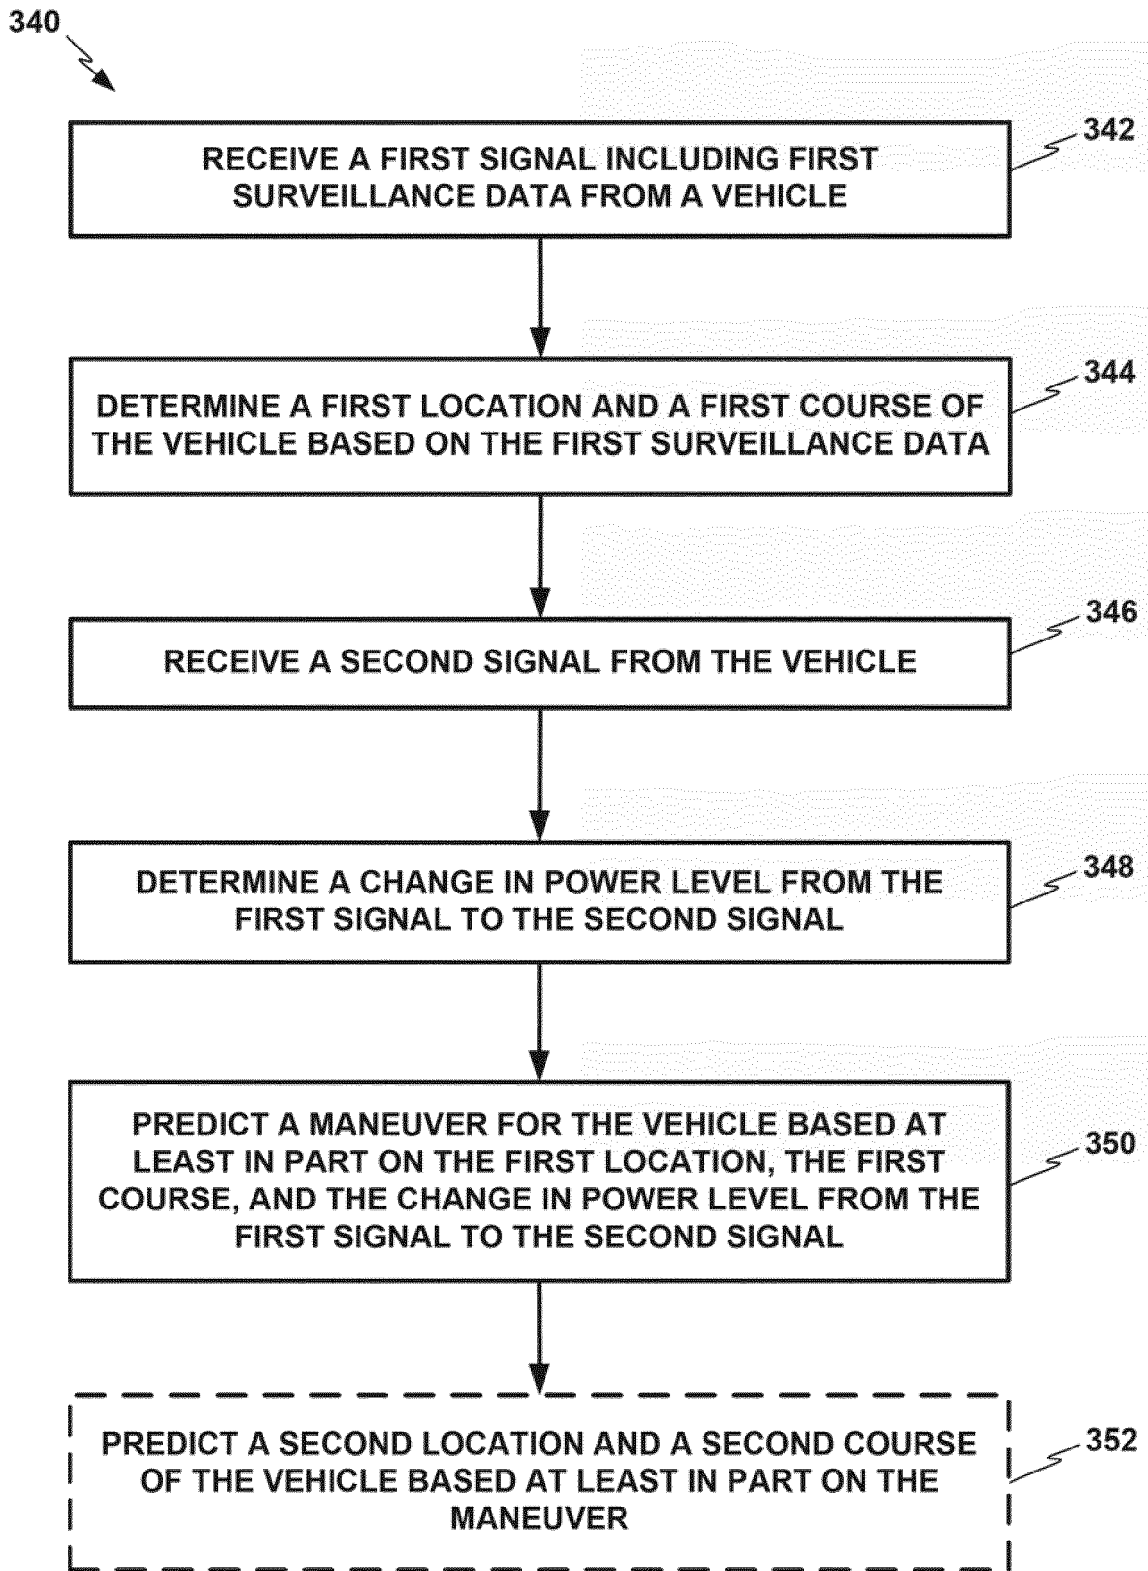 340
342
RECEIVE A FIRST SIGNAL INCLUDING FIRST
SURVEILLANCE DATA FROM A VEHICLE
344
DETERMINE A FIRST LOCATION AND A FIRST COURSE OF
THE VEHICLE BASED ON THE FIRST SURVEILLANCE DATA
346
RECEIVE A SECOND SIGNAL FROM THE VEHICLE
348
DETERMINE A CHANGE IN POWER LEVEL FROM THE
FIRST SIGNAL TO THE SECOND SIGNAL
350
PREDICT A MANEUVER FOR THE VEHICLE BASED AT
LEAST IN PART ON THE FIRST LOCATION, THE FIRST
COURSE, AND THE CHANGE IN POWER LEVEL FROM THE
FIRST SIGNAL TO THE SECOND SIGNAL
352
PREDICT A SECOND LOCATION AND A SECOND COURSE
OF THE VEHICLE BASED AT LEAST IN PART ON THE
MANEUVER